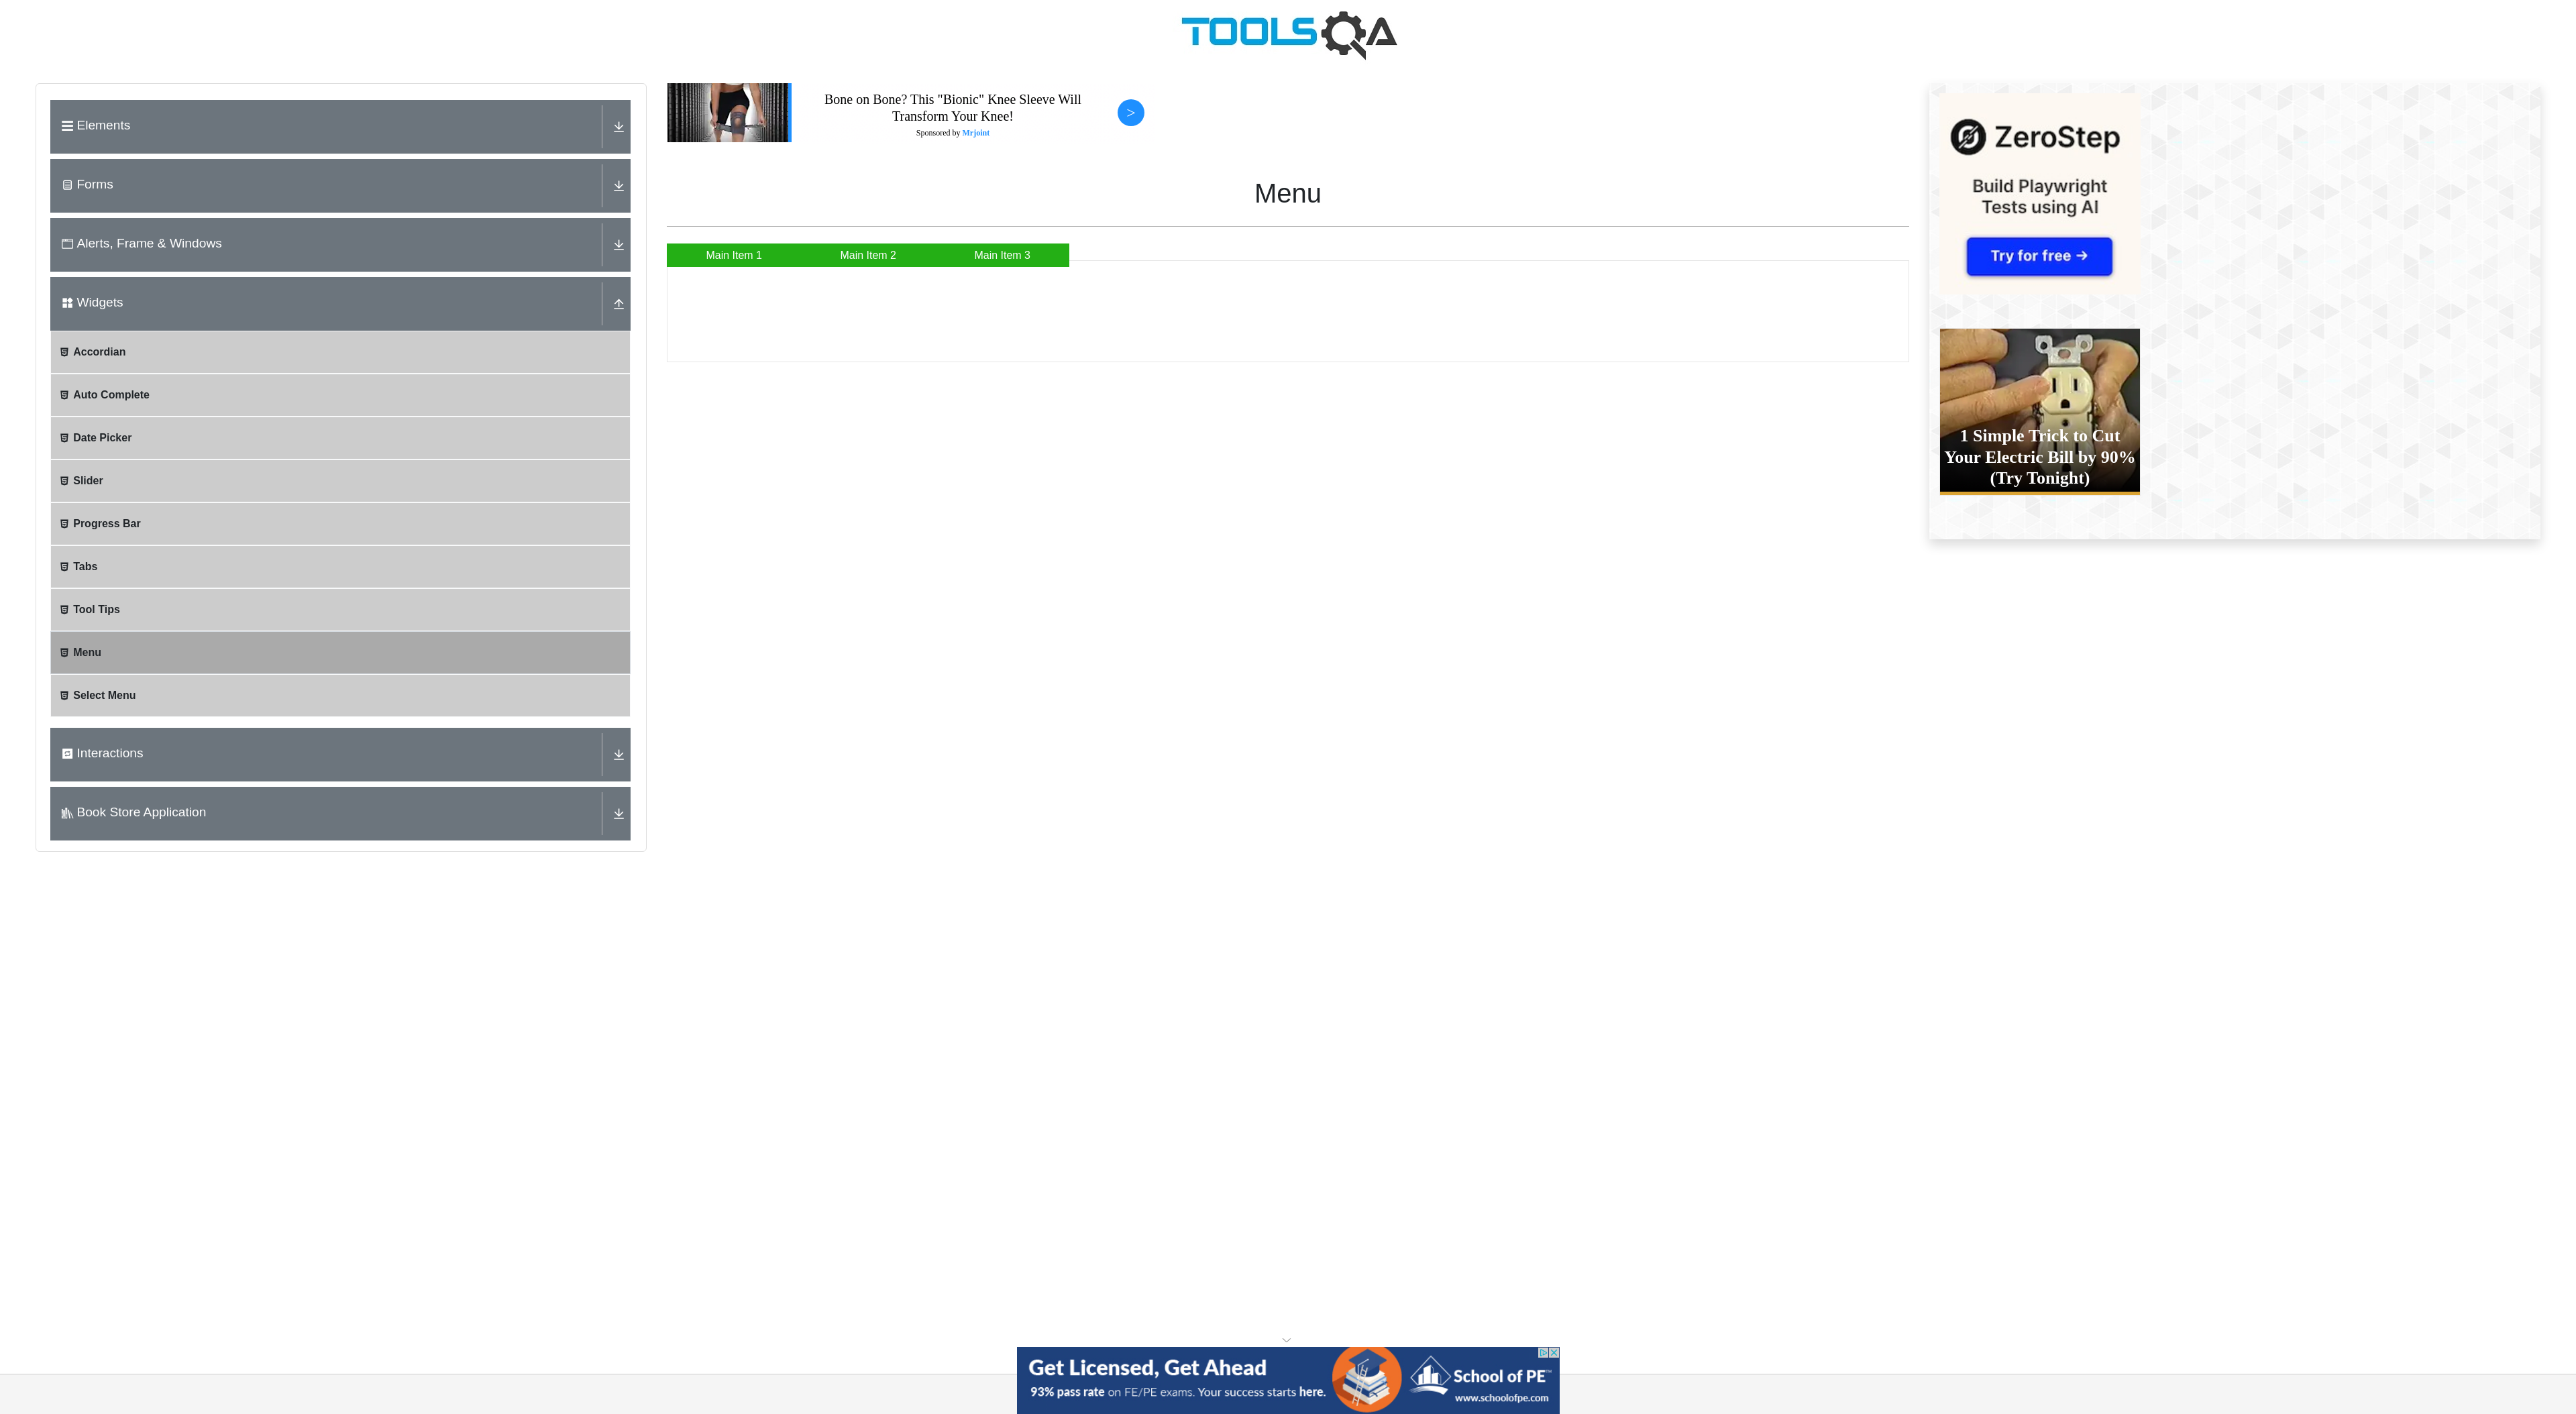 TOOLSQA
Elements
Forms
Alerts, Frame & Windows
Widgets
Accordian
Auto Complete
Date Picker
Slider
Progress Bar
Tabs
Tool Tips
Menu
Select Menu
Interactions
Book Store Application
Bone on Bone? This "Bionic" Knee Sleeve Will
Transform Your Knee!
Sponsored by Mrjoint
>
Menu
Main Item 1
Main Item 2
Main Item 3
ZeroStep
Build Playwright
Tests using AI
Try for free →
1 Simple Trick to Cut
Your Electric Bill by 90%
(Try Tonight)
Get Licensed, Get Ahead
93% pass rate on FE/PE exams. Your success starts here.
School of PE™
www.schoolofpe.com